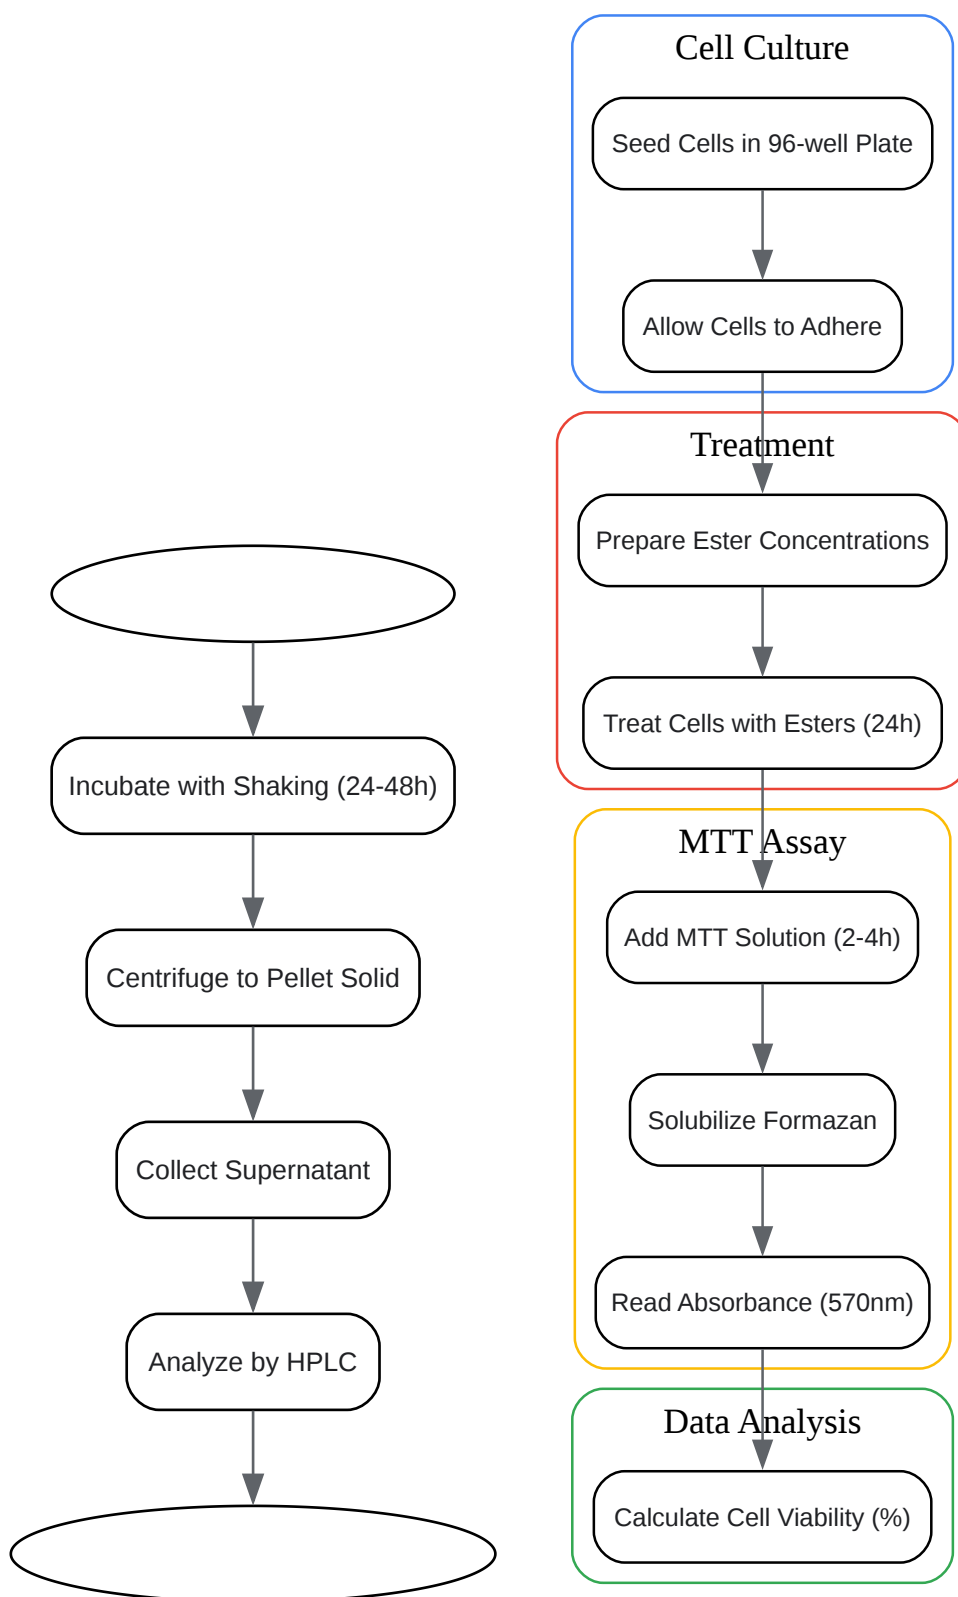 Incubate with Shaking (24-48h)
Centrifuge to Pellet Solid
Collect Supernatant
Analyze by HPLC
Cell Culture
Seed Cells in 96-well Plate
Allow Cells to Adhere
Treatment
Prepare Ester Concentrations
Treat Cells with Esters (24h)
MTT Assay
Add MTT Solution (2-4h)
Solubilize Formazan
Read Absorbance (570nm)
Data Analysis
Calculate Cell Viability (%)